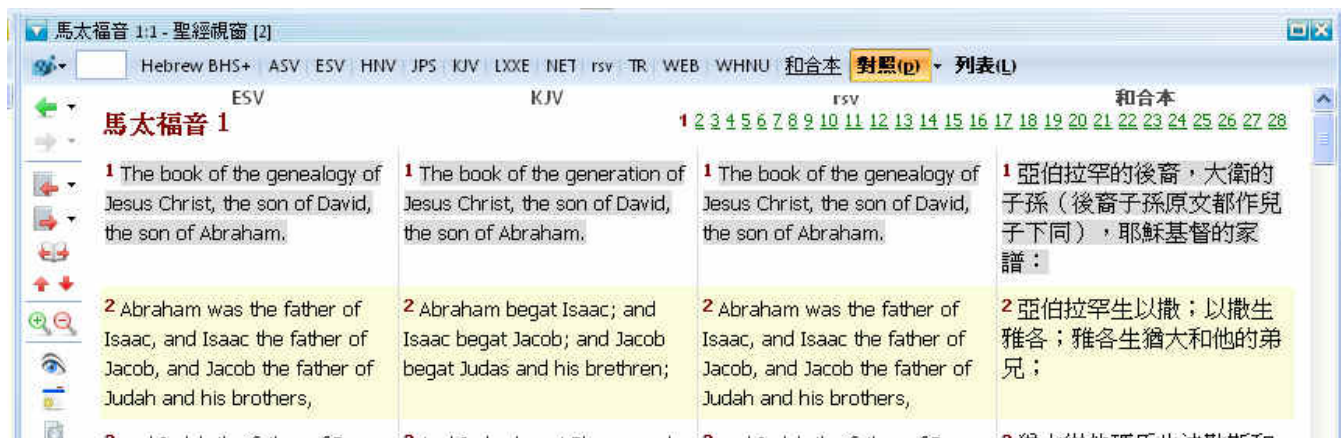 馬太福音 1:1 - 聖經視窗 [2]
Hebrew BHS+ ASV ESV HNV JPS KJV LXXE NET rsv TR WEB WHNU 和合本 對照(p) 列表(L)
ESV KJV rsv 和合本
馬太福音 1
1 2 3 4 5 6 7 8 9 10 11 12 13 14 15 16 17 18 19 20 21 22 23 24 25 26 27 28
1 The book of the genealogy of
Jesus Christ, the son of David,
the son of Abraham.
1 The book of the generation of
Jesus Christ, the son of David,
the son of Abraham.
1 The book of the genealogy of
Jesus Christ, the son of David,
the son of Abraham.
1 亞伯拉罕的後裔，大衛的
子孫（後裔子孫原文都作兒
子下同），耶穌基督的家
譜：
2 Abraham was the father of
Isaac, and Isaac the father of
Jacob, and Jacob the father of
Judah and his brothers,
2 Abraham begat Isaac; and
Isaac begat Jacob; and Jacob
begat Judas and his brethren;
2 Abraham was the father of
Isaac, and Isaac the father of
Jacob, and Jacob the father of
Judah and his brothers,
2 亞伯拉罕生以撒；以撒生
雅各；雅各生猶大和他的弟
兄；